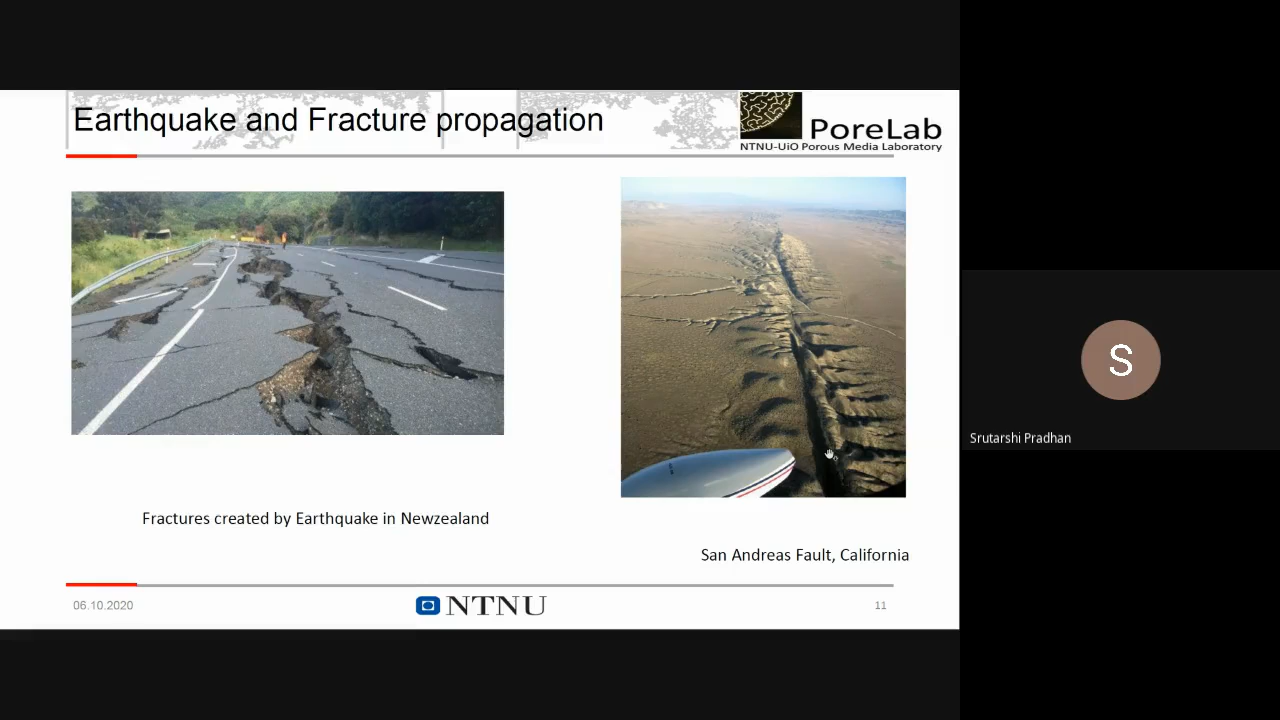 Earthquake and Fracture propagation
PoreLab
NTNU-UiO Porous Media Laboratory
Fractures created by Earthquake in Newzealand
San Andreas Fault, California
06.10.2020
NTNU
11
S
Srutarshi Pradhan